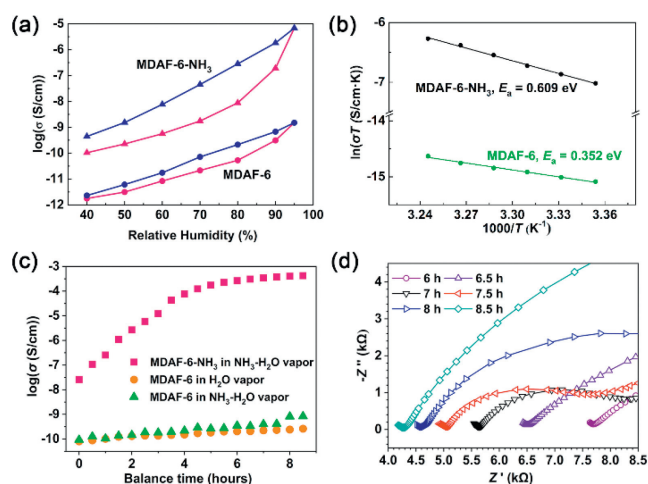 (a)
-5
-6
-7
-8
-9
-10
-11
-12
log(σ (S/cm))
MDAF-6-NH₃
MDAF-6
40 50 60 70 80 90 100
Relative Humidity (%)
(b)
-6
-7
-14
-15
ln(σT (S/cm·K))
MDAF-6-NH₃, Eₐ = 0.609 eV
MDAF-6, Eₐ = 0.352 eV
3.24 3.27 3.30 3.33 3.36
1000/T (K⁻¹)
(c)
-3
-4
-5
-6
-7
-8
-9
-10
log(σ (S/cm))
MDAF-6-NH₃ in NH₃-H₂O vapor
MDAF-6 in H₂O vapor
MDAF-6 in NH₃-H₂O vapor
0 2 4 6 8
Balance time (hours)
(d)
-4
-3
-2
-1
0
-Z'' (kΩ)
6 h 6.5 h
7 h 7.5 h
8 h 8.5 h
4.0 4.5 5.0 5.5 6.0 6.5 7.0 7.5 8.0 8.5
Z' (kΩ)